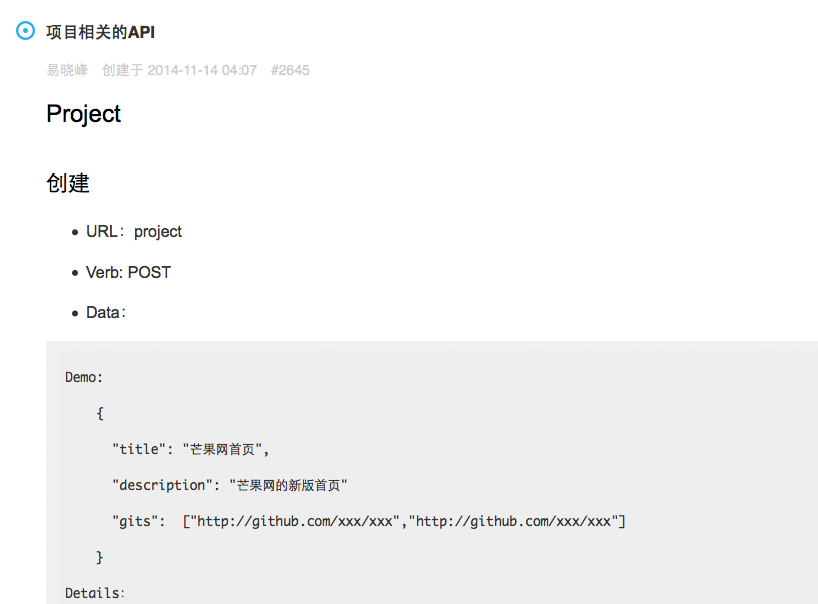 项目相关的API
易晓峰 创建于 2014-11-14 04:07 #2645
Project
创建
• URL：project
• Verb: POST
• Data：
Demo:
{
"title": "芒果网首页",
"description": "芒果网的新版首页"
"gits": ["http://github.com/xxx/xxx","http://github.com/xxx/xxx"]
}
Details: